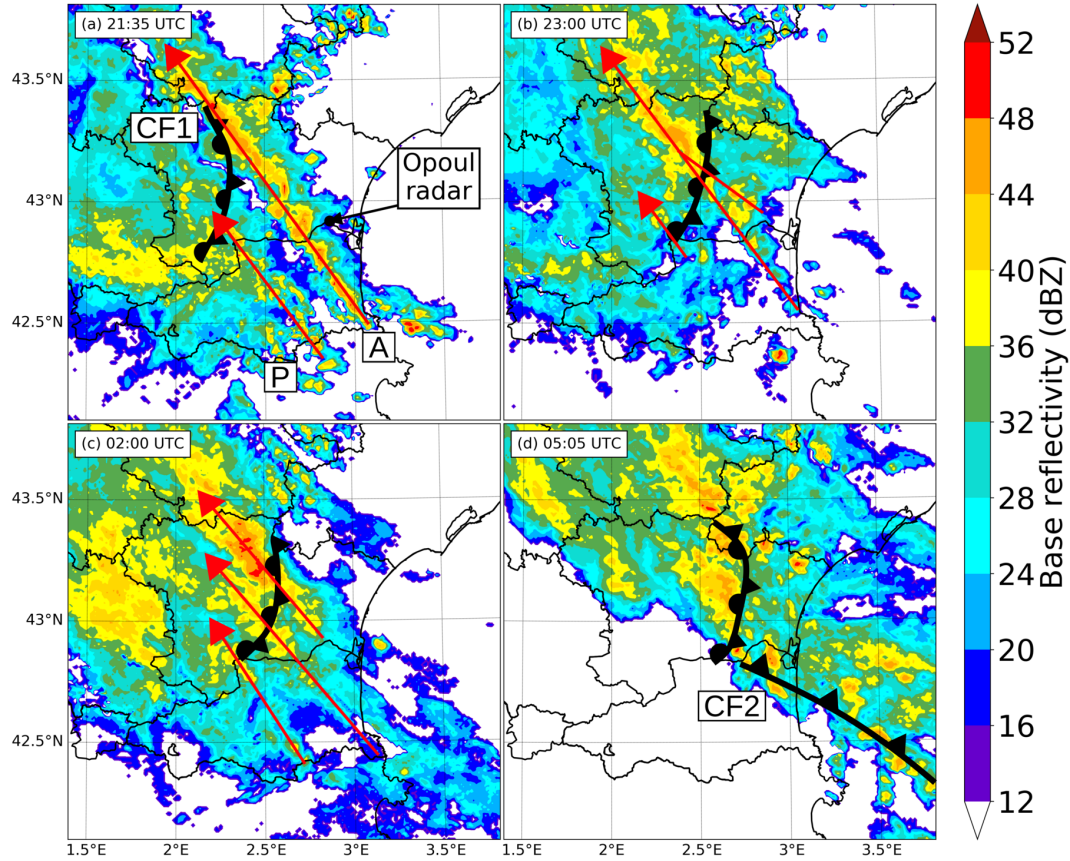 (a) 21:35 UTC
(b) 23:00 UTC
CF1
Opoul
radar
A
P
43.5°N
43.0°N
42.5°N
(c) 02:00 UTC
(d) 05:05 UTC
CF2
43.5°N
43.0°N
42.5°N
1.5°E
2°E
2.5°E
3°E
3.5°E
1.5°E
2°E
2.5°E
3°E
3.5°E
52
48
44
40
36
32
28
24
20
16
12
Base reflectivity (dBZ)